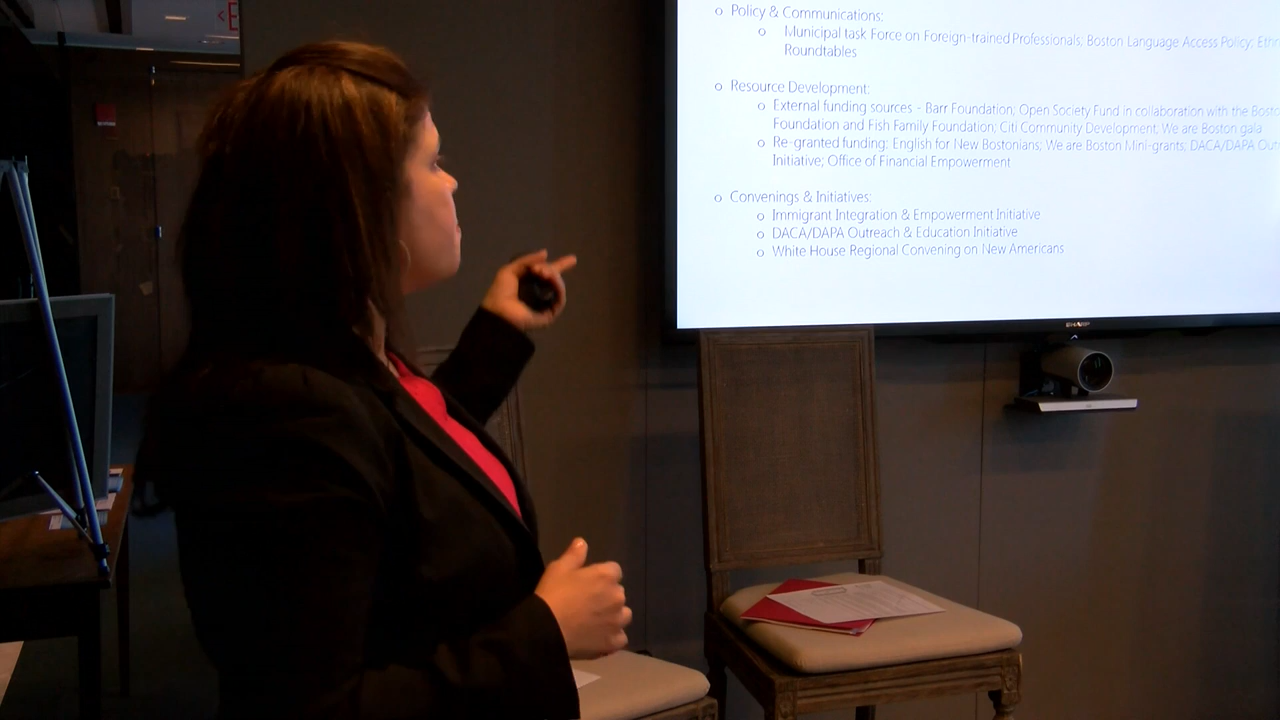 o Policy & Communications:
o Municipal task Force on Foreign-trained Professionals; Boston Language Access Policy: Ethn
Roundtables
o Resource Development:
o External funding sources - Barr Foundation; Open Society Fund in collaboration with the Bosto
Foundation and Fish Family Foundation; Citi Community Development; We are Boston gala
o Re-granted funding: English for New Bostonians; We are Boston Mini-grants; DACA/DAPA Out
Initiative; Office of Financial Empowerment
o Convenings & Initiatives:
o Immigrant Integration & Empowerment Initiative
o DACA/DAPA Outreach & Education Initiative
o White House Regional Convening on New Americans
SHARP